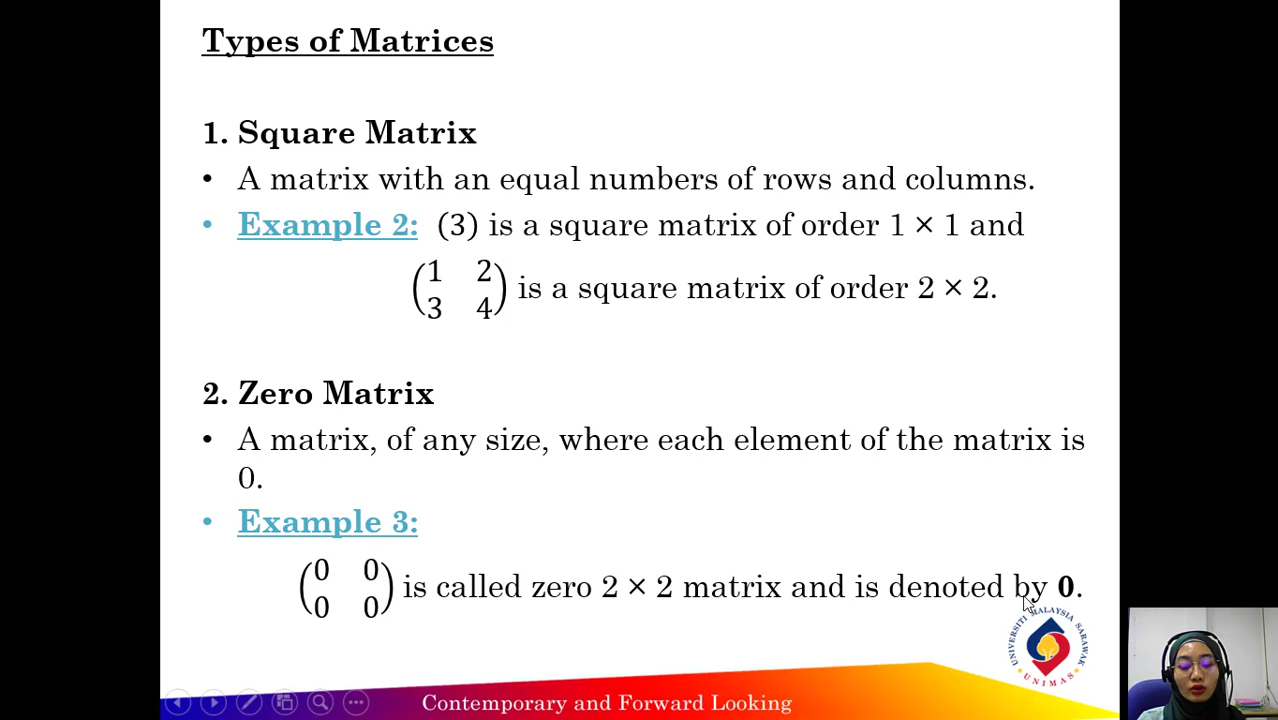 Types of Matrices
1. Square Matrix
• A matrix with an equal numbers of rows and columns.
• Example 2: (3) is a square matrix of order 1 × 1 and
(1 2
3 4) is a square matrix of order 2 × 2.
2. Zero Matrix
• A matrix, of any size, where each element of the matrix is
0.
• Example 3:
(0 0
0 0) is called zero 2 × 2 matrix and is denoted by 0.
UNIVERSITI MALAYSIA SARAWAK
UNIMAS
Contemporary and Forward Looking